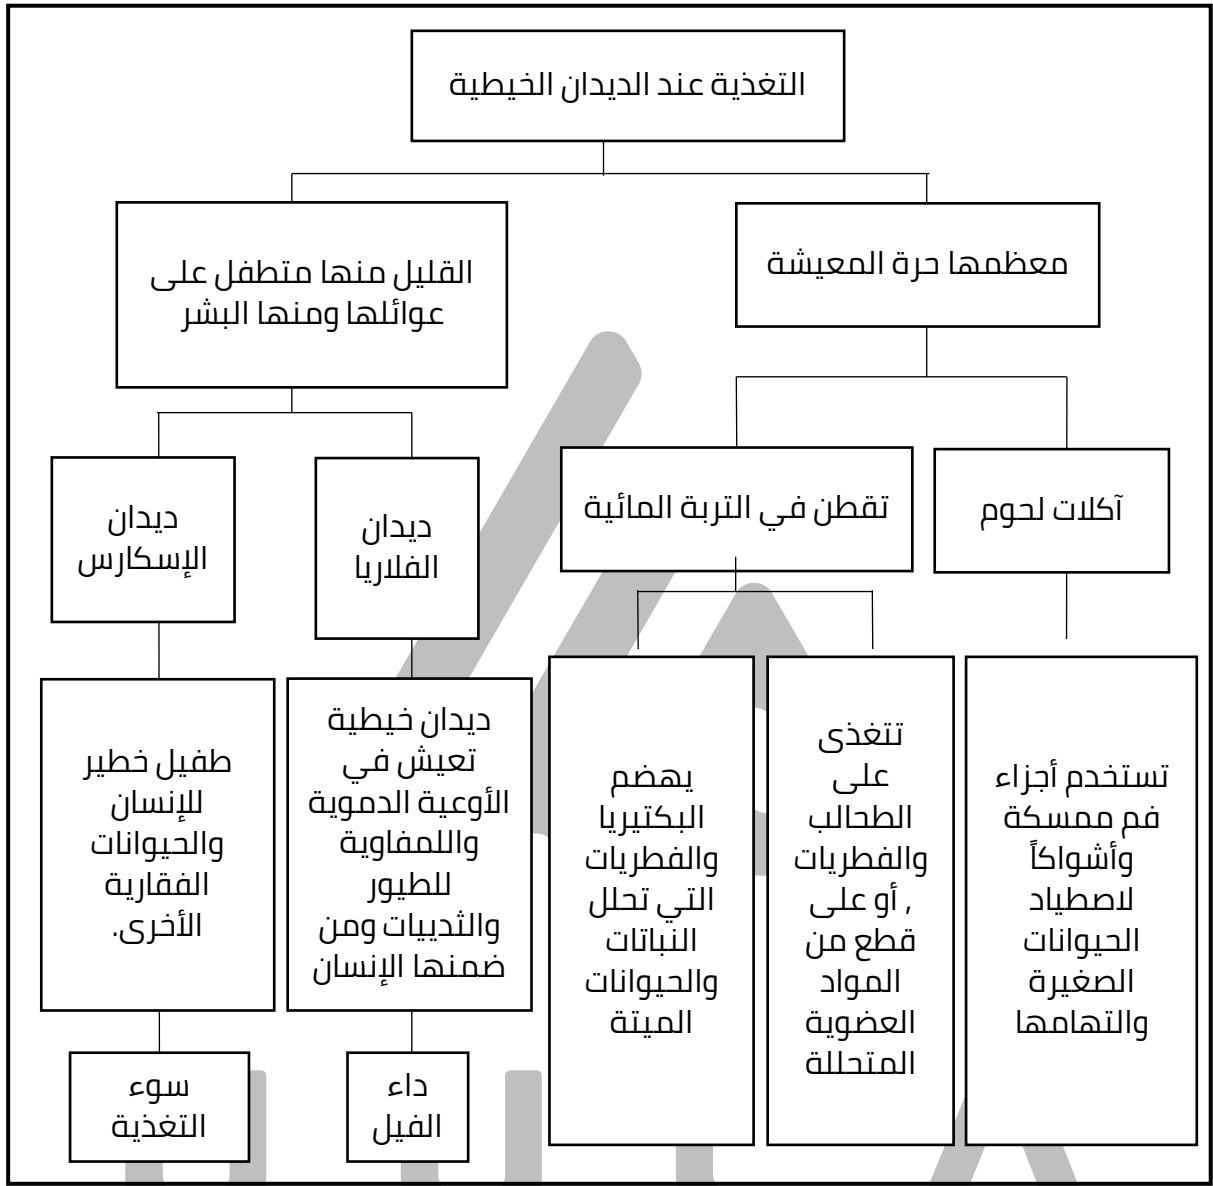 التغذية عند الديدان الخيطية
معظمها حرة المعيشة
القليل منها متطفل على
عوائلها ومنها البشر
آكلات لحوم
تقطن في التربة المائية
ديدان
الفلاريا
ديدان
الإسكارس
تستخدم أجزاء
فم ممسكة
وأشواكاً
لاصطياد
الحيوانات
الصغيرة
والتهامها
تتغذى
على
الطحالب
والفطريات
, أو على
قطع من
المواد
العضوية
المتحللة
يهضم
البكتيريا
والفطريات
التي تحلل
النباتات
والحيوانات
الميتة
ديدان خيطية
تعيش في
الأوعية الدموية
واللمفاوية
للطيور
والثدييات ومن
ضمنها الإنسان
طفيل خطير
للإنسان
والحيوانات
الفقارية
الأخرى.
داء
الفيل
سوء
التغذية